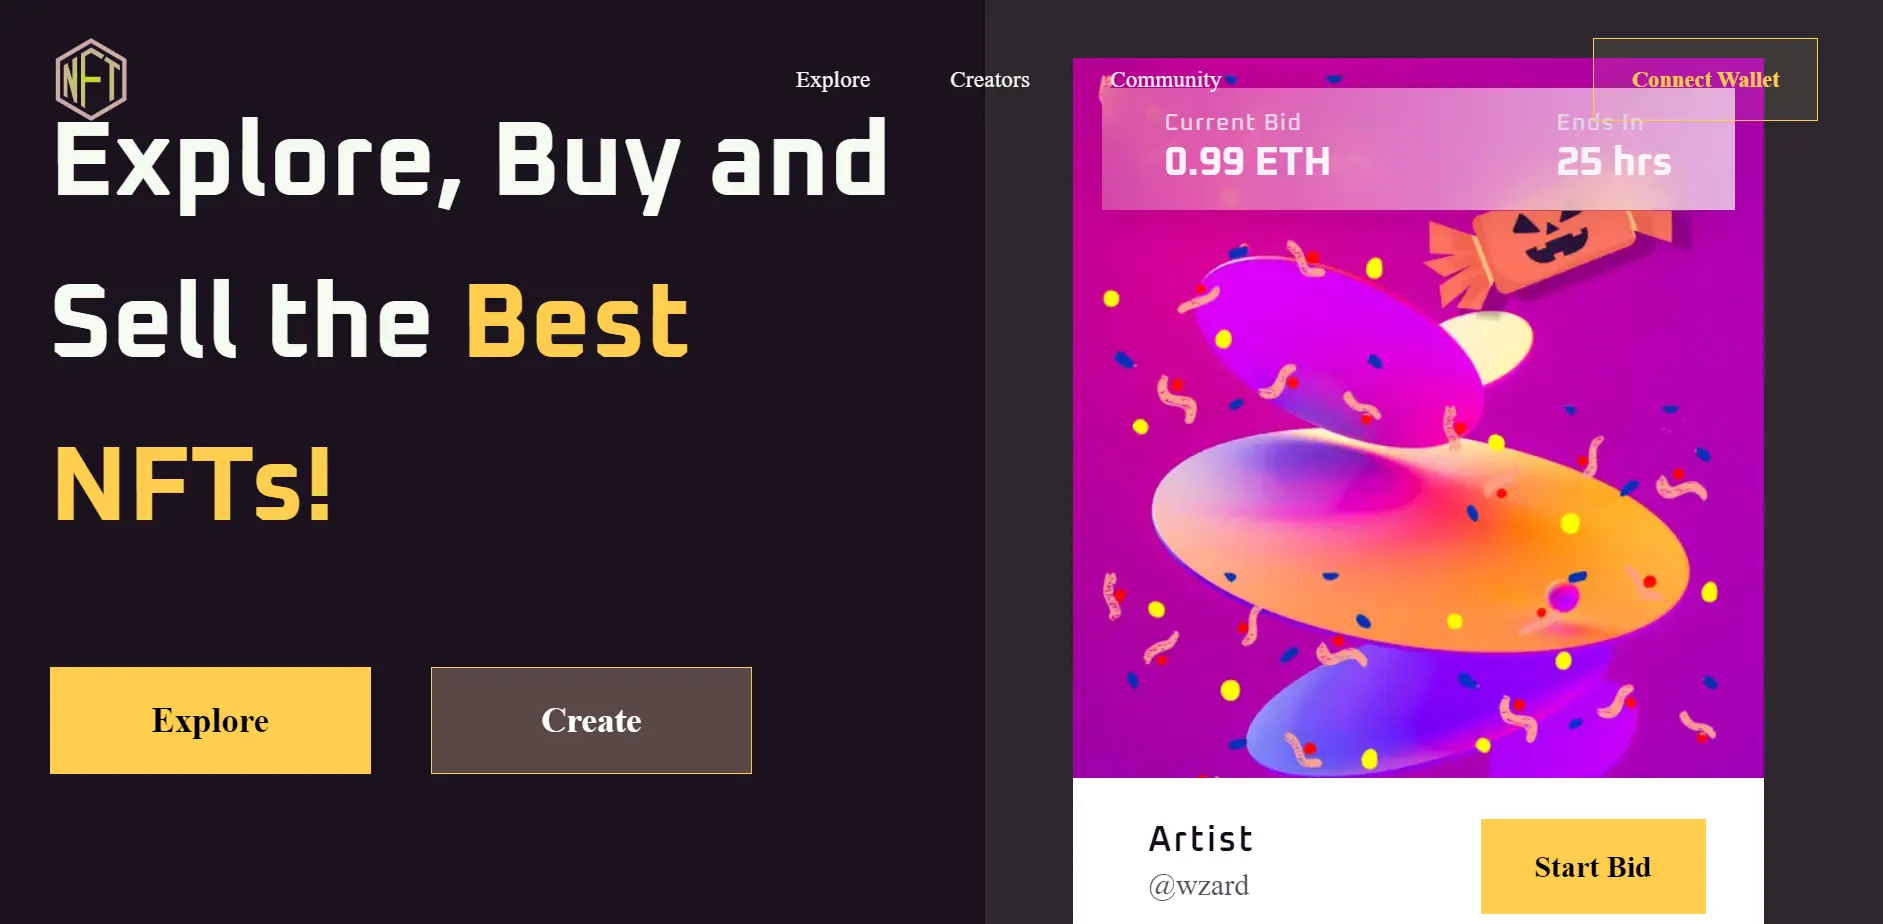 NFT
Explore
Creators
Community
Connect Wallet
Explore, Buy and
Sell the Best
NFTs!
Explore
Create
Current Bid
0.99 ETH
Ends In
25 hrs
Artist
@wzard
Start Bid